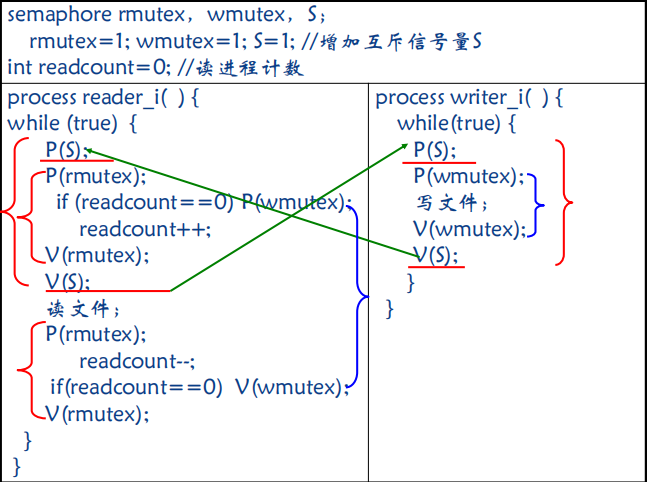 semaphore rmutex, wmutex, S;
rmutex=1; wmutex=1; S=1; //增加互斥信号量S
int readcount=0; //读进程计数
process reader_i( ) {
while (true) {
P(S);
P(rmutex);
if (readcount==0) P(wmutex);
readcount++;
V(rmutex);
V(S);
读文件;
P(rmutex);
readcount--;
if(readcount==0) V(wmutex);
V(rmutex);
}
}
process writer_i( ) {
while(true) {
P(S);
P(wmutex);
写文件;
V(wmutex);
V(S);
}
}